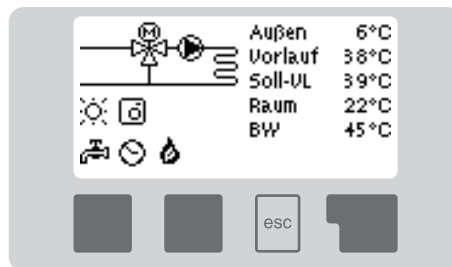 M
Außen 6°C
Vorlauf 38°C
Soll-VL 39°C
Raum 22°C
BW 45°C
esc